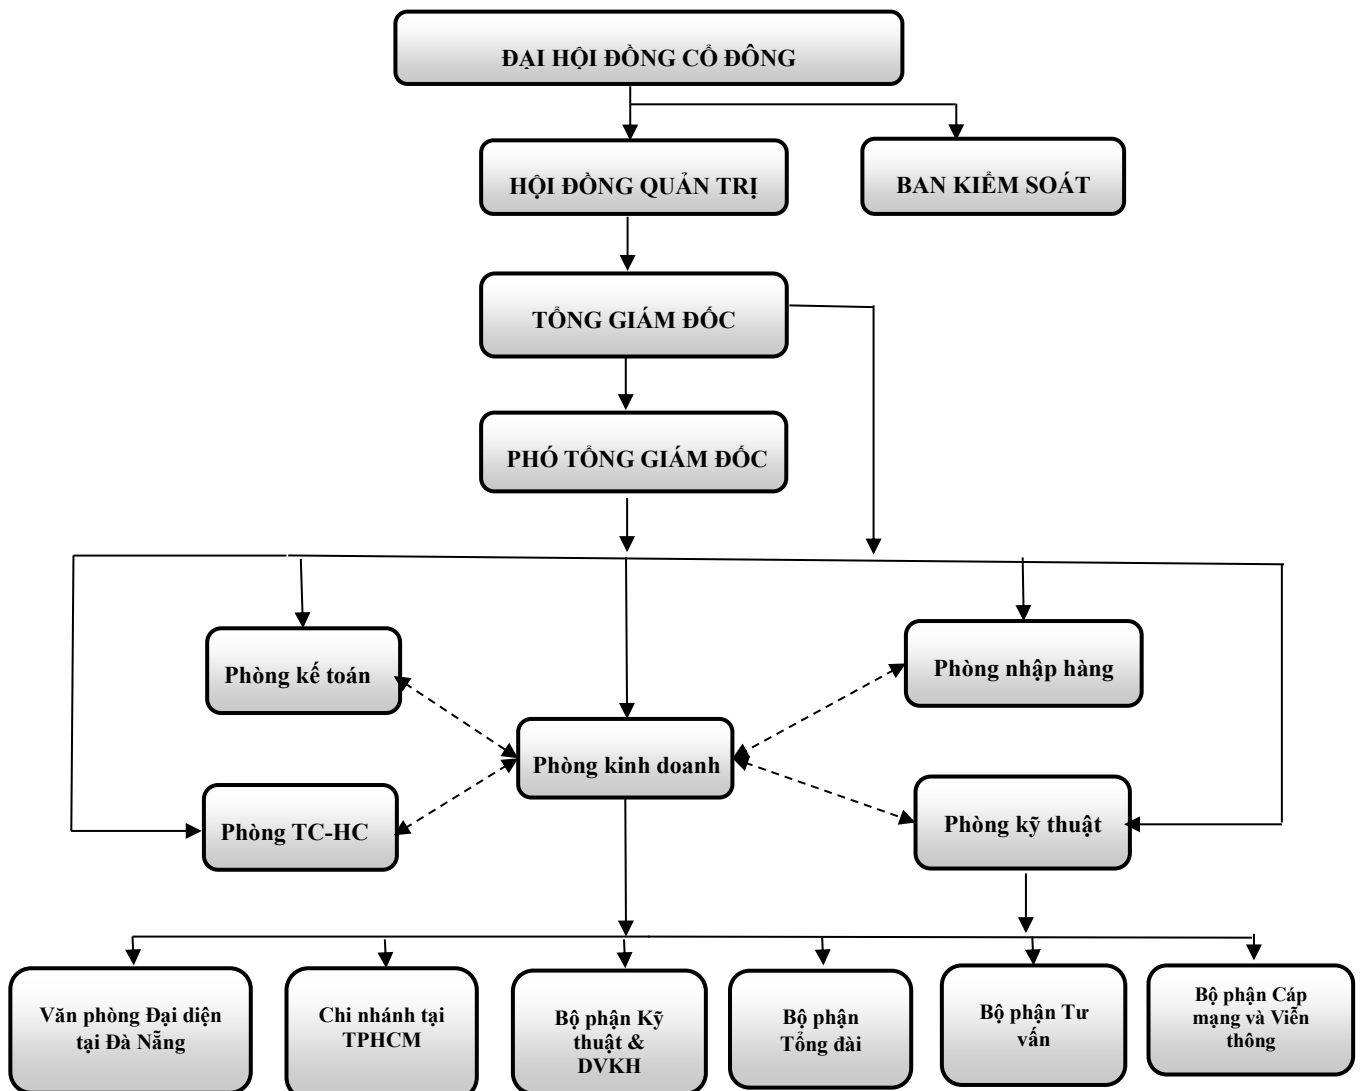 ĐẠI HỘI ĐỒNG CỔ ĐÔNG
HỘI ĐỒNG QUẢN TRỊ
BAN KIỂM SOÁT
TỔNG GIÁM ĐỐC
PHÓ TỔNG GIÁM ĐỐC
Phòng kế toán
Phòng nhập hàng
Phòng kinh doanh
Phòng TC-HC
Phòng kỹ thuật
Văn phòng Đại diện
tại Đà Nẵng
Chi nhánh tại
TPHCM
Bộ phận Kỹ
thuật &
DVKH
Bộ phận
Tổng đài
Bộ phận Tư
vấn
Bộ phận Cáp
mạng và Viễn
thông